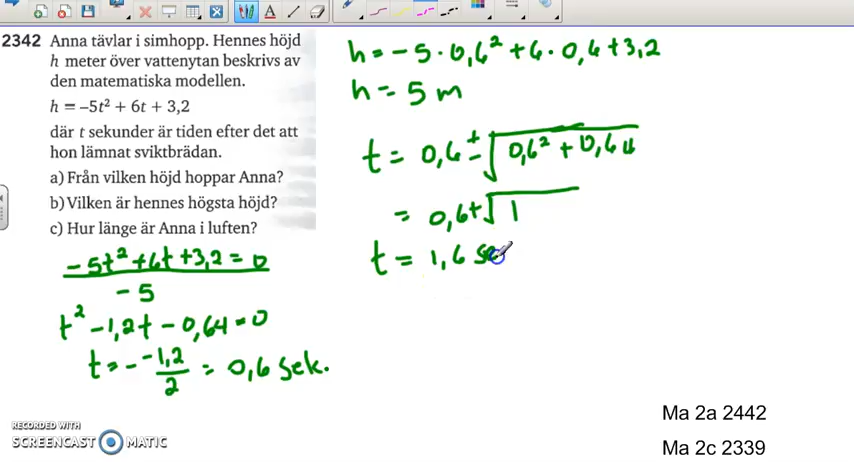 2342 Anna tävlar i simhopp. Hennes höjd
h meter över vattenytan beskrivs av
den matematiska modellen.
h = –5t² + 6t + 3,2
där t sekunder är tiden efter det att
hon lämnat sviktbrädan.
a) Från vilken höjd hoppar Anna?
b) Vilken är hennes högsta höjd?
c) Hur länge är Anna i luften?
-5t² + 6t + 3,2 = 0
-5
t² - 1,2t - 0,64 = 0
t = - -1,2/2 = 0,6 sek.
h = -5 · 0,6² + 6 · 0,6 + 3,2
h = 5 m
t = 0,6 ± √0,6² + 0,64
= 0,6 + √1
t = 1,6 se
Ma 2a 2442
Ma 2c 2339
RECORDED WITH
SCREENCAST MATIC